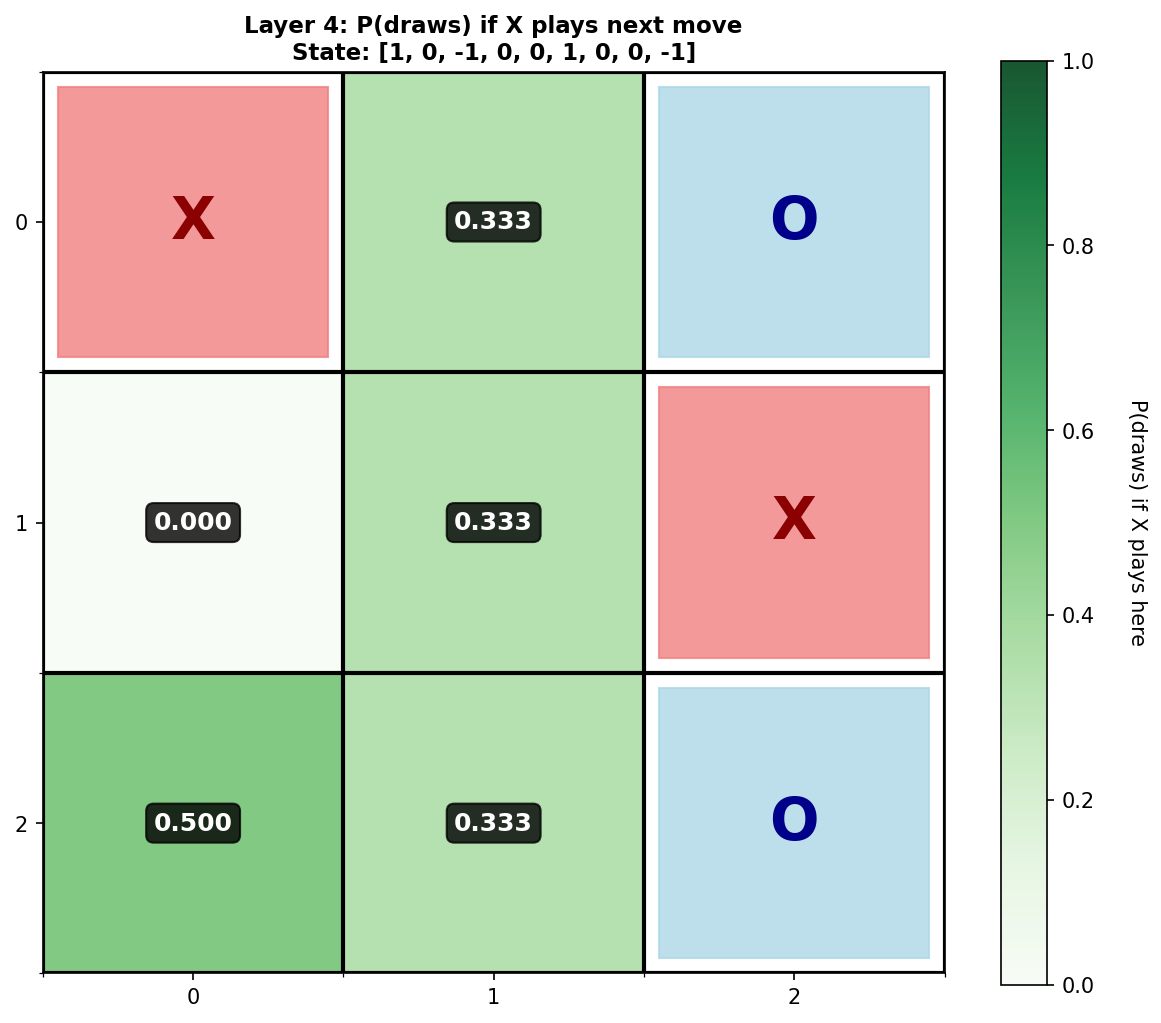 Layer 4: P(draws) if X plays next move
State: [1, 0, -1, 0, 0, 1, 0, 0, -1]
X
0.333
O
0.000
0.333
X
0.500
0.333
O
0
1
2
0
1
2
1.0
0.8
0.6
0.4
0.2
0.0
P(draws) if X plays here